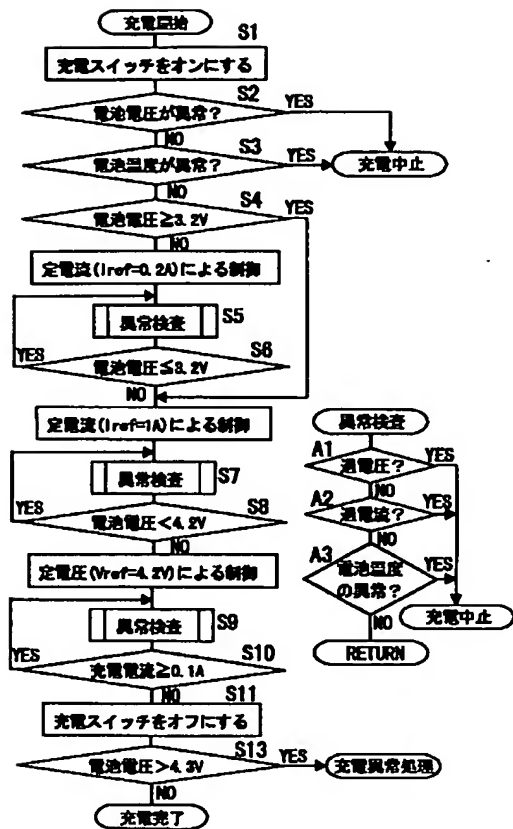 充電開始
S1
充電スイッチをオンにする
S2
電池電圧が異常?
YES
NO
S3
電池温度が異常?
YES
充電中止
NO
S4
電池電圧≧3.2V
YES
NO
定電流(Iref=0.2A)による制御
異常検査
S5
S6
YES
電池電圧≦3.2V
NO
定電流(Iref=1A)による制御
異常検査
S7
S8
YES
電池電圧<4.2V
NO
定電圧(Vref=4.2V)による制御
異常検査
S9
S10
YES
充電電流≧0.1A
NO
S11
充電スイッチをオフにする
S13
電池電圧>4.3V
YES
充電異常処理
NO
充電完了
異常検査
A1
過電圧?
YES
NO
A2
過電流?
YES
NO
A3
電池温度
の異常?
YES
充電中止
NO
RETURN